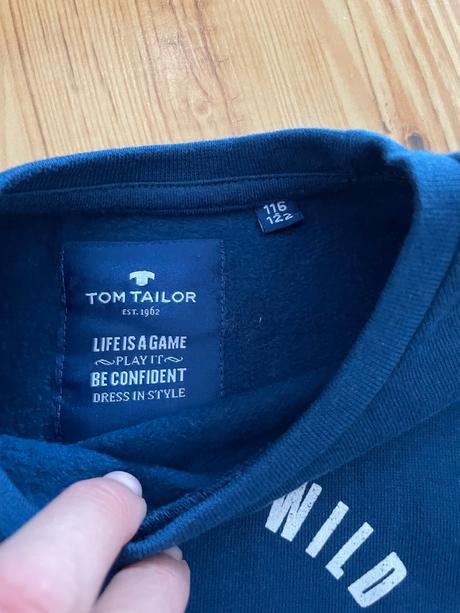 116
122
TOM TAILOR
EST. 1962
LIFE IS A GAME
PLAY IT
BE CONFIDENT
DRESS IN STYLE
WILD